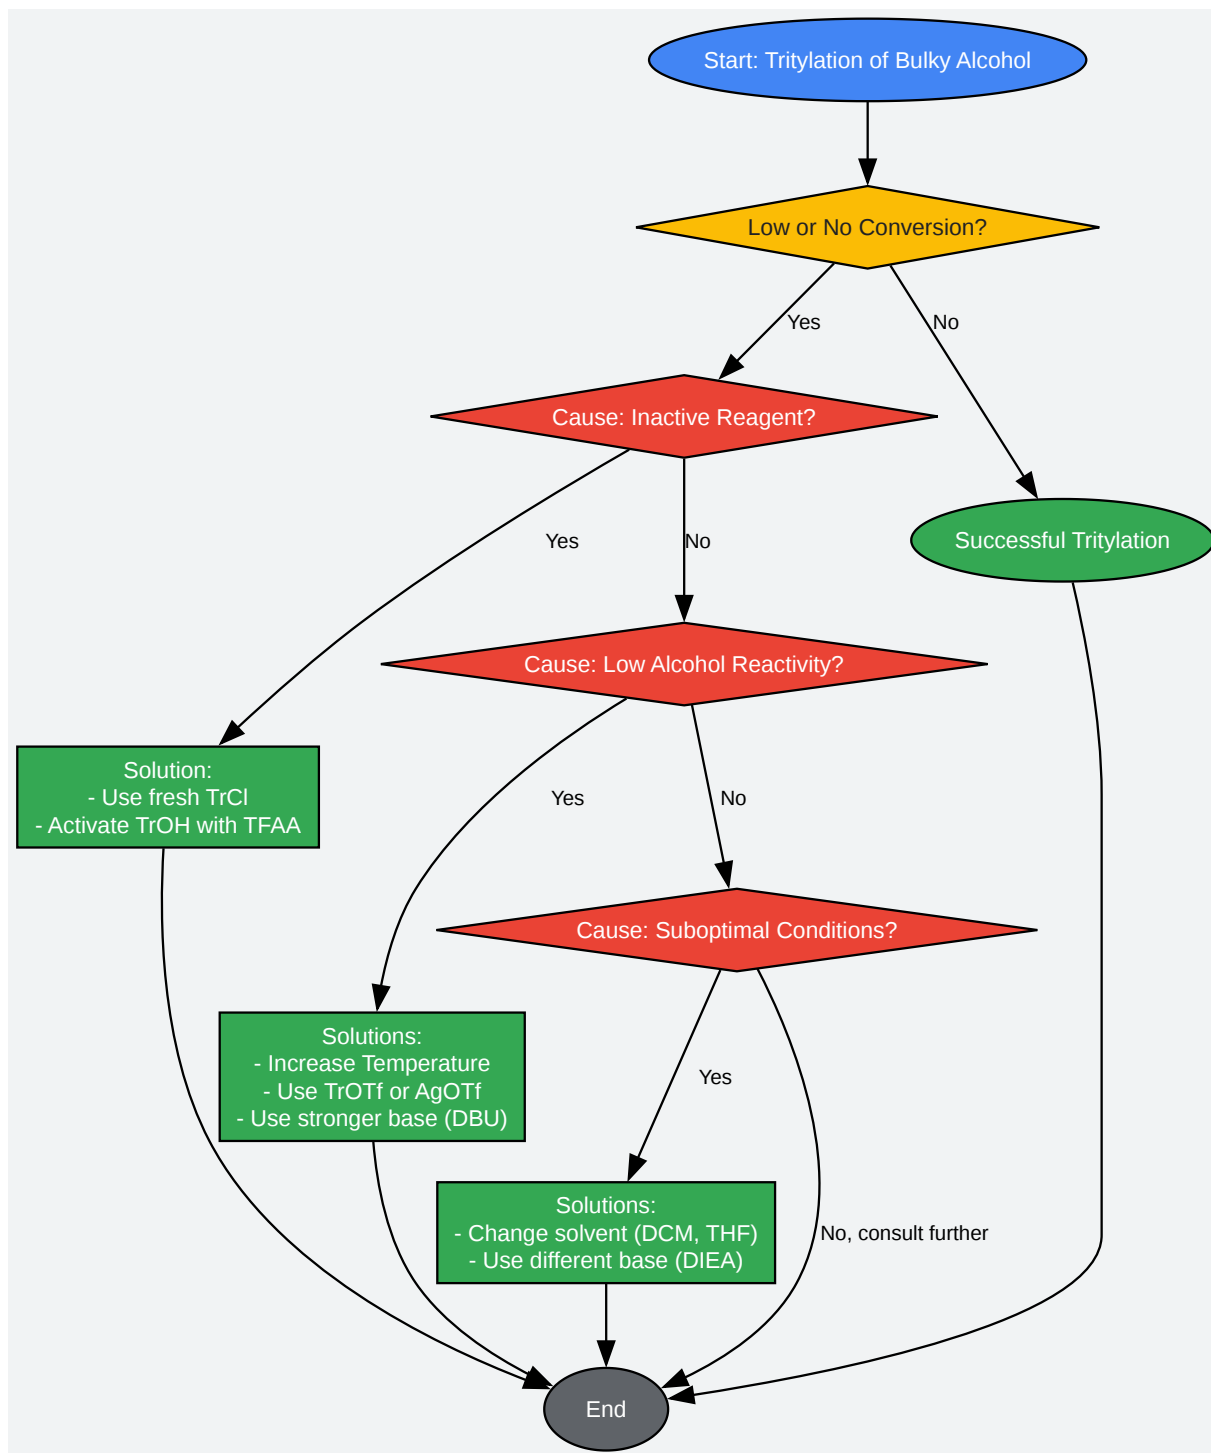 Start: Tritylation of Bulky Alcohol
Low or No Conversion?
Yes
No
Cause: Inactive Reagent?
Yes
No
Successful Tritylation
Cause: Low Alcohol Reactivity?
Solution:
- Use fresh TrCl
- Activate TrOH with TFAA
Yes
No
Cause: Suboptimal Conditions?
Solutions:
- Increase Temperature
- Use TrOTf or AgOTf
- Use stronger base (DBU)
Yes
Solutions:
- Change solvent (DCM, THF)
- Use different base (DIEA)
No, consult further
End